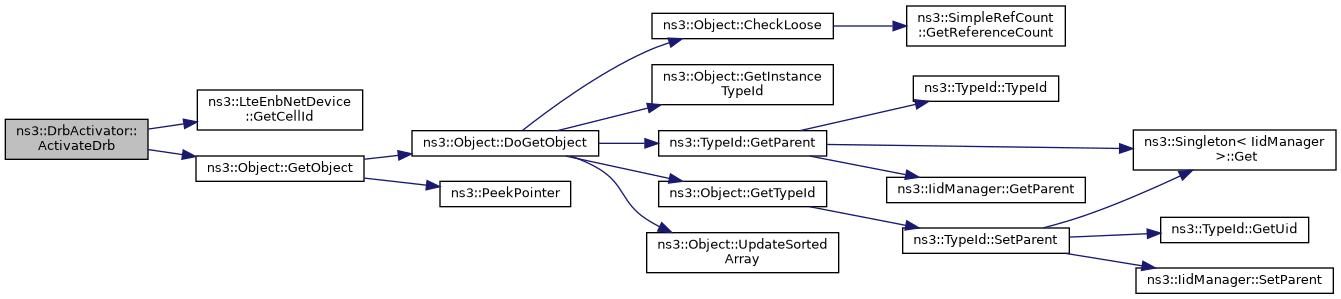 ns3::DrbActivator::
ActivateDrb
ns3::LteEnbNetDevice
::GetCellId
ns3::Object::GetObject
ns3::Object::DoGetObject
ns3::PeekPointer
ns3::Object::CheckLoose
ns3::SimpleRefCount
::GetReferenceCount
ns3::Object::GetInstance
TypeId
ns3::TypeId::GetParent
ns3::TypeId::TypeId
ns3::Singleton< IidManager
>::Get
ns3::IidManager::GetParent
ns3::Object::GetTypeId
ns3::TypeId::SetParent
ns3::TypeId::GetUid
ns3::IidManager::SetParent
ns3::Object::UpdateSorted
Array